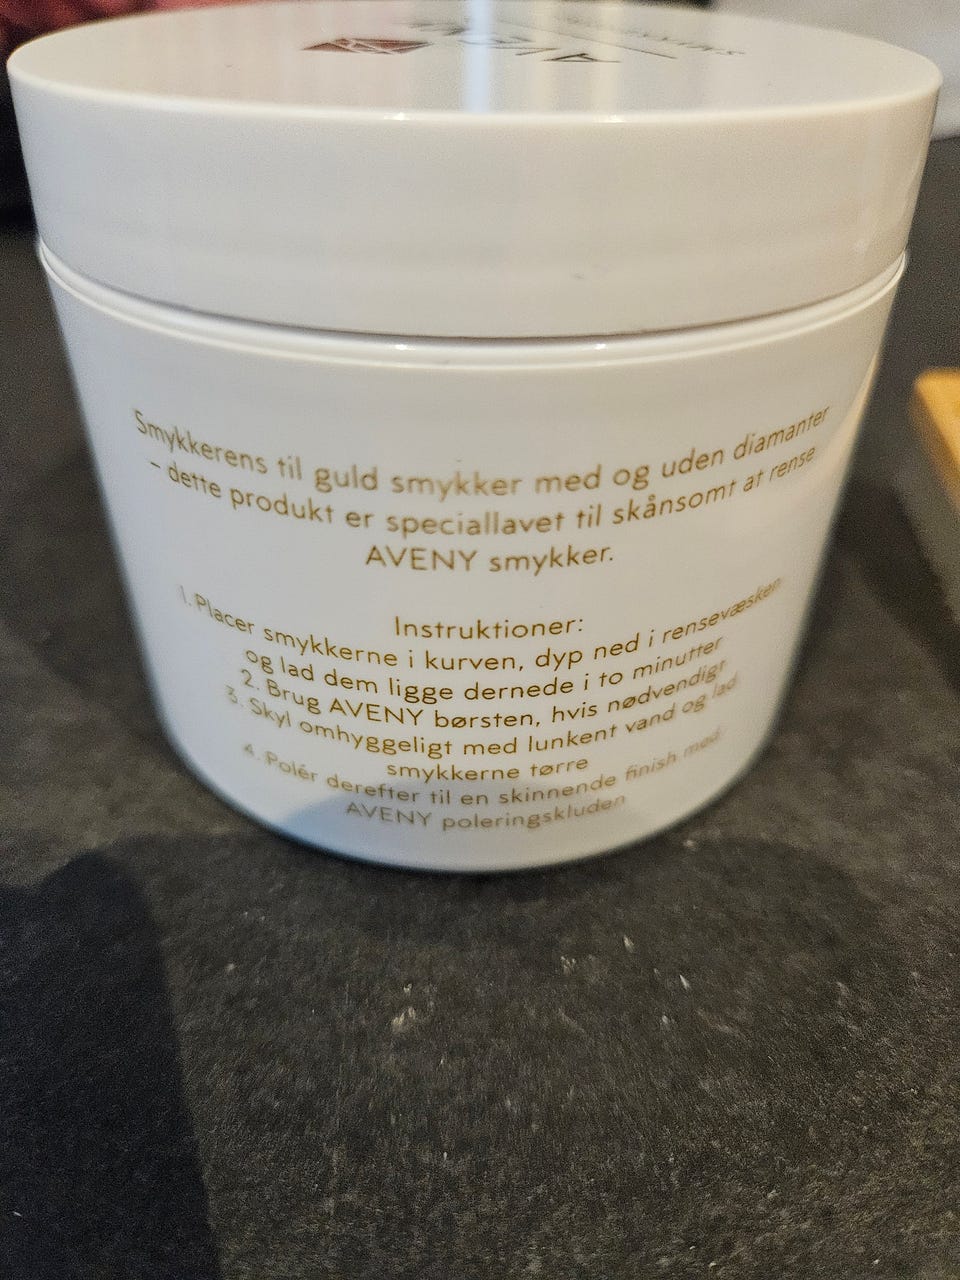 Smykkerens til guld smykker med og uden diamanter
– dette produkt er speciallavet til skånsomt at rense
AVENY smykker.
Instruktioner:
1. Placer smykkerne i kurven, dyp ned i rensevæsken
og lad dem ligge dernede i to minutter
2. Brug AVENY børsten, hvis nødvendigt
3. Skyl omhyggeligt med lunkent vand og lad
smykkerne tørre
4. Polér derefter til en skinnende finish med
AVENY poleringskluden